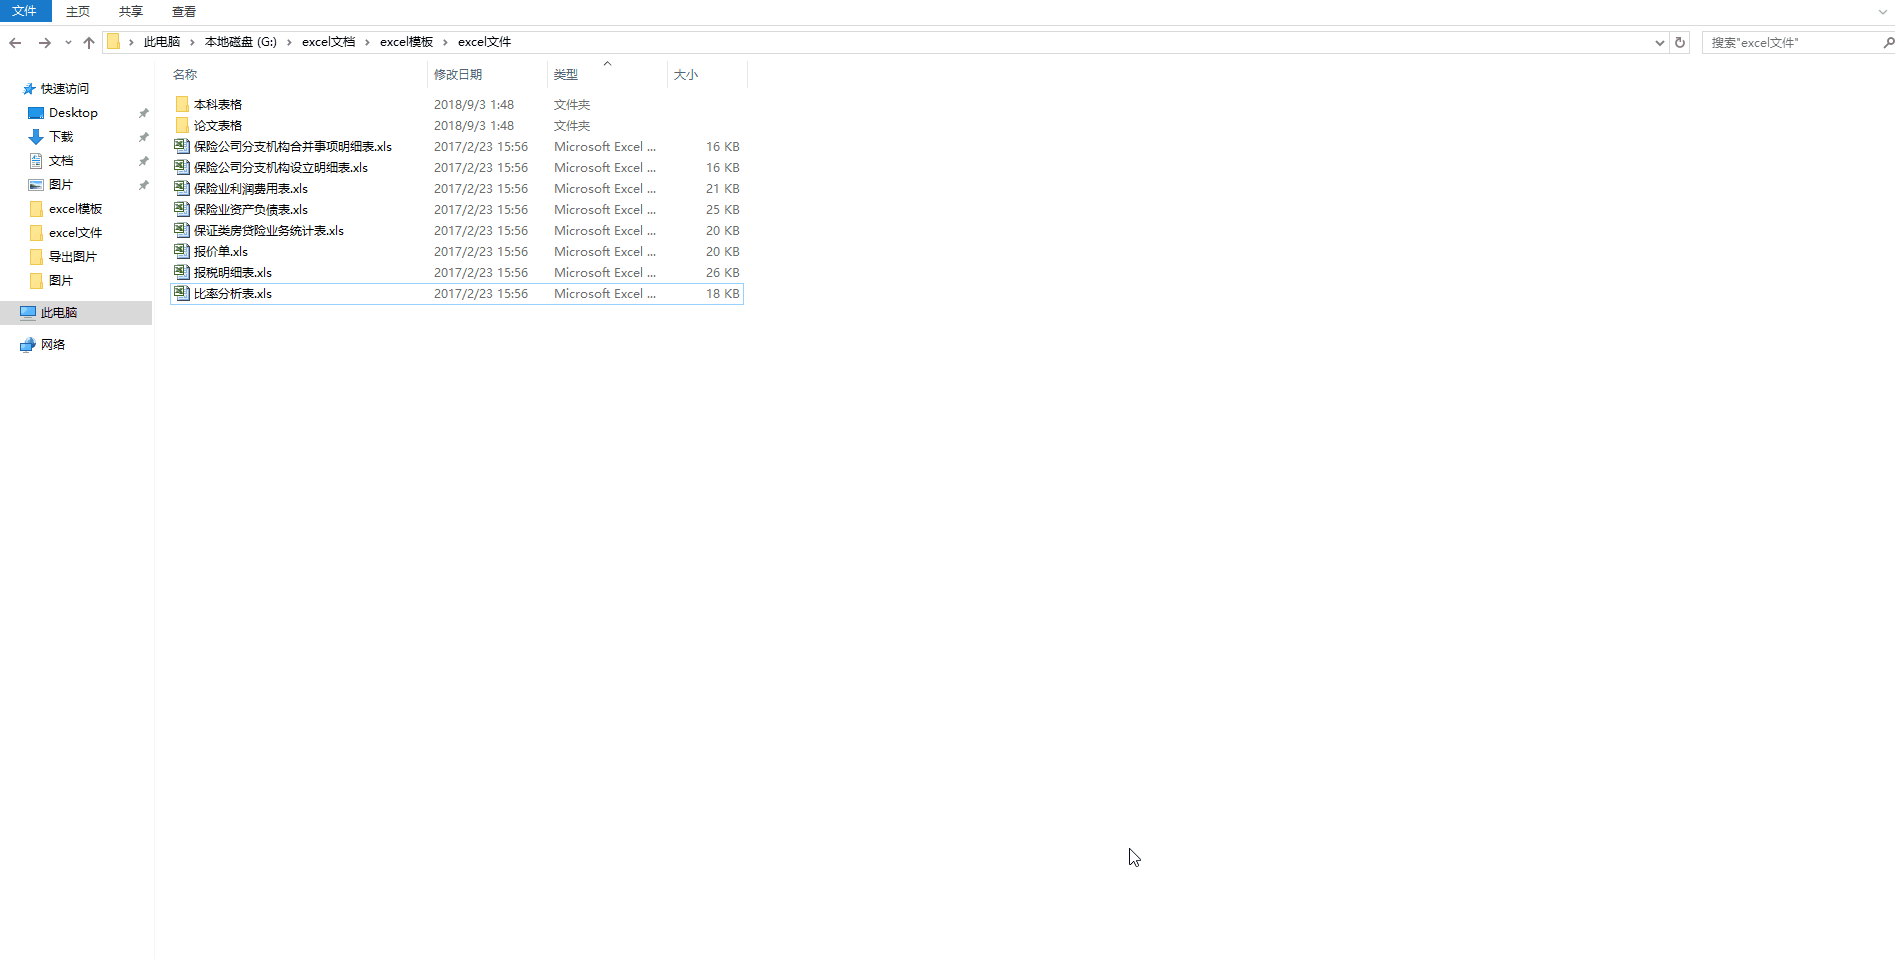 文件 主页 共享 查看
此电脑 › 本地磁盘 (G:) › excel文档 › excel模板 › excel文件
搜索"excel文件"
名称 修改日期 类型 大小
快速访问
Desktop
下载
文档
图片
excel模板
excel文件
导出图片
图片
此电脑
网络
本科表格 2018/9/3 1:48 文件夹
论文表格 2018/9/3 1:48 文件夹
保险公司分支机构合并事项明细表.xls 2017/2/23 15:56 Microsoft Excel ... 16 KB
保险公司分支机构设立明细表.xls 2017/2/23 15:56 Microsoft Excel ... 16 KB
保险业利润费用表.xls 2017/2/23 15:56 Microsoft Excel ... 21 KB
保险业资产负债表.xls 2017/2/23 15:56 Microsoft Excel ... 25 KB
保证类房贷险业务统计表.xls 2017/2/23 15:56 Microsoft Excel ... 20 KB
报价单.xls 2017/2/23 15:56 Microsoft Excel ... 20 KB
报税明细表.xls 2017/2/23 15:56 Microsoft Excel ... 26 KB
比率分析表.xls 2017/2/23 15:56 Microsoft Excel ... 18 KB